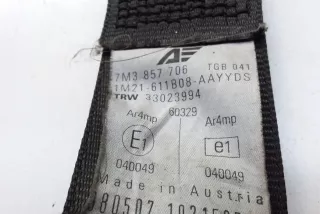 AE
TGB 041
7M3 857 706
1M21-611B08-AAYYDS
TRW 33023994
60329
Ar4mp Ar4mp
E1 e1
040049 040049
Made in Austria